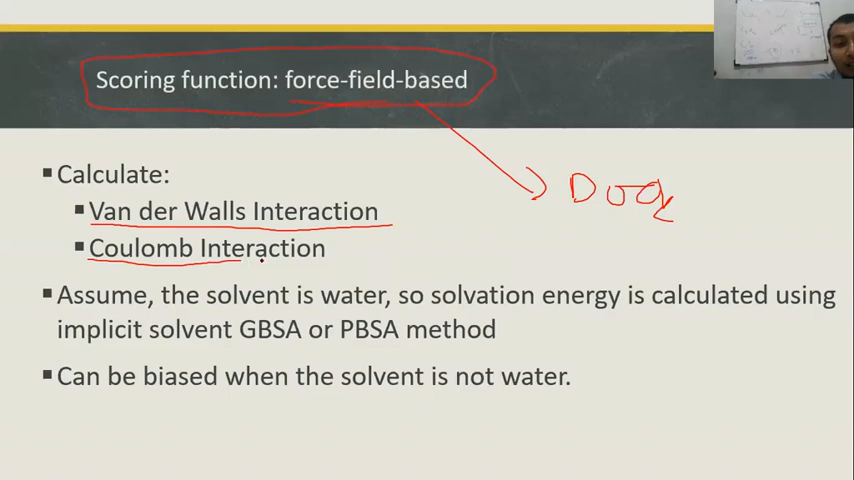 Scoring function: force-field-based
▪Calculate:
▪Van der Walls Interaction
▪Coulomb Interaction
▪Assume, the solvent is water, so solvation energy is calculated using
implicit solvent GBSA or PBSA method
▪Can be biased when the solvent is not water.